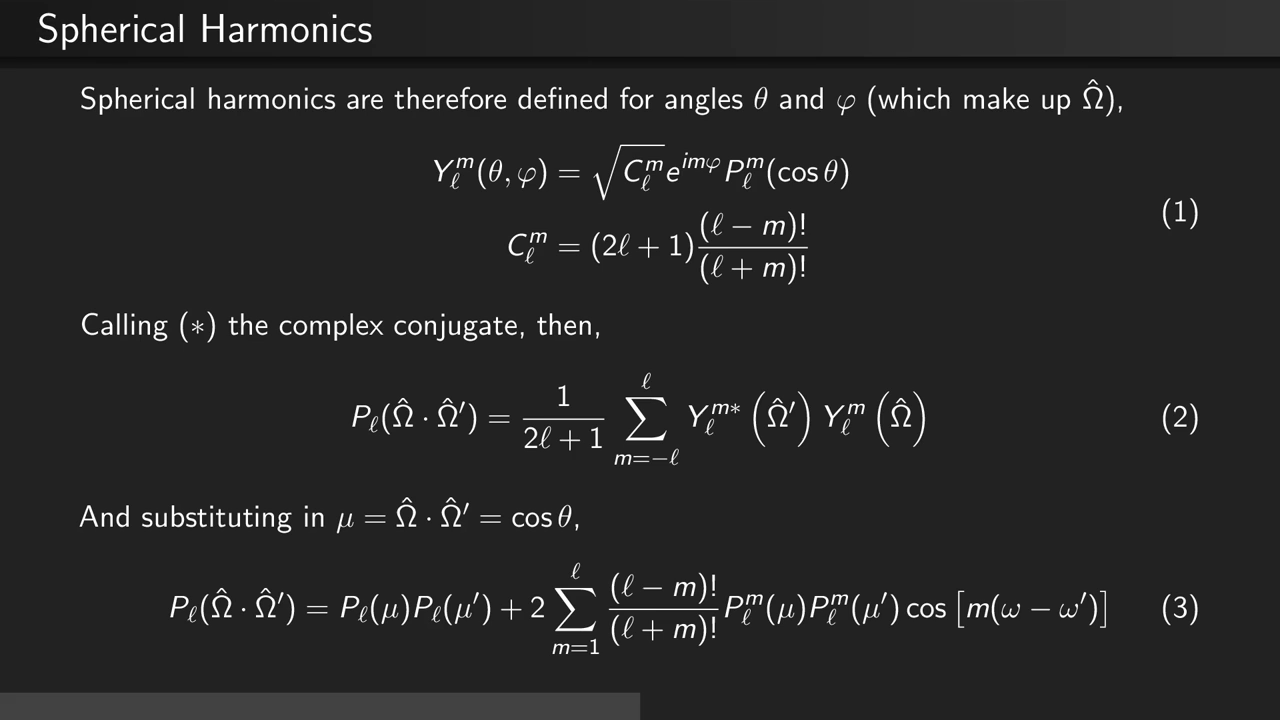 Spherical Harmonics
Spherical harmonics are therefore defined for angles θ and φ (which make up Ω̂),
Y_ℓ^m(θ, φ) = √(C_ℓ^m) e^{imφ} P_ℓ^m(cos θ)
C_ℓ^m = (2ℓ + 1) (ℓ − m)! / (ℓ + m)!
(1)
Calling (∗) the complex conjugate, then,
P_ℓ(Ω̂ · Ω̂′) = 1 / (2ℓ + 1) ∑_{m=−ℓ}^{ℓ} Y_ℓ^{m∗} (Ω̂′) Y_ℓ^m (Ω̂) (2)
And substituting in μ = Ω̂ · Ω̂′ = cos θ,
P_ℓ(Ω̂ · Ω̂′) = P_ℓ(μ)P_ℓ(μ′) + 2 ∑_{m=1}^{ℓ} (ℓ − m)! / (ℓ + m)! P_ℓ^m(μ)P_ℓ^m(μ′) cos [m(ω − ω′)] (3)